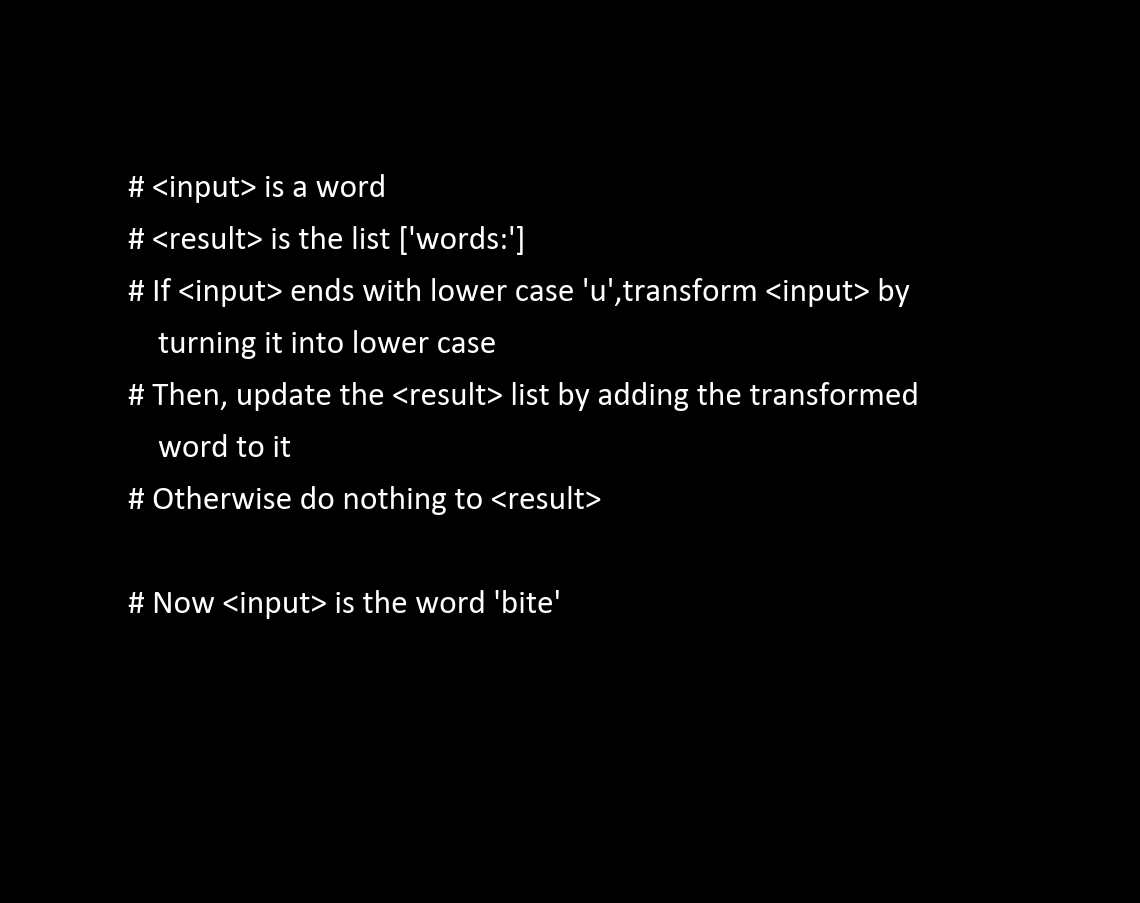 # <input> is a word
# <result> is the list ['words:']
# If <input> ends with lower case 'u',transform <input> by
turning it into lower case
# Then, update the <result> list by adding the transformed
word to it
# Otherwise do nothing to <result>
# Now <input> is the word 'bite'